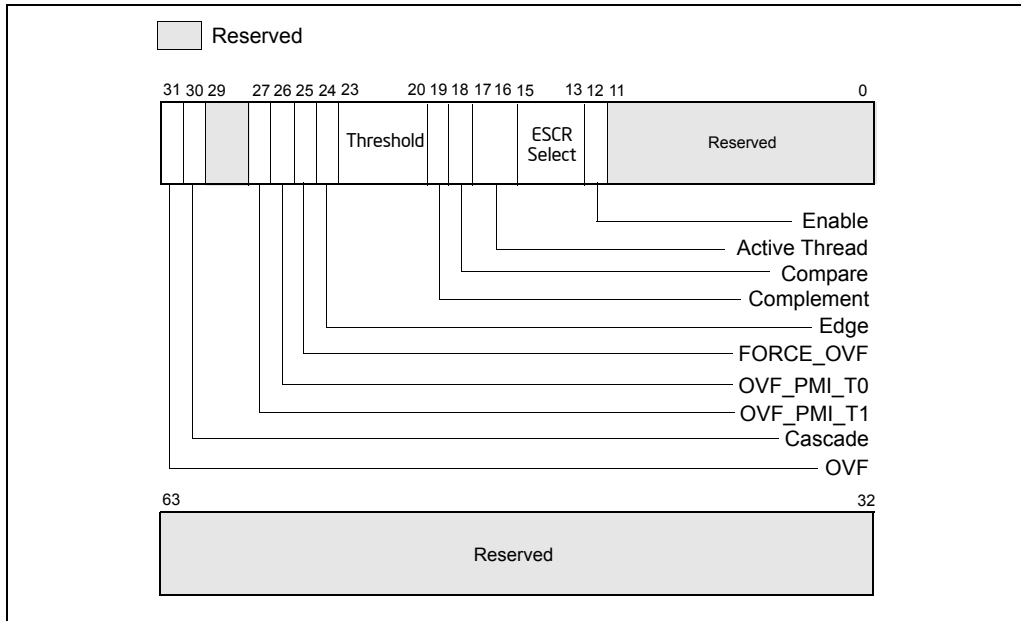 Reserved
31 30 29 27 26 25 24 23 20 19 18 17 16 15 13 12 11 0
Threshold
ESCR
Select
Reserved
Enable
Active Thread
Compare
Complement
Edge
FORCE_OVF
OVF_PMI_T0
OVF_PMI_T1
Cascade
OVF
63 32
Reserved